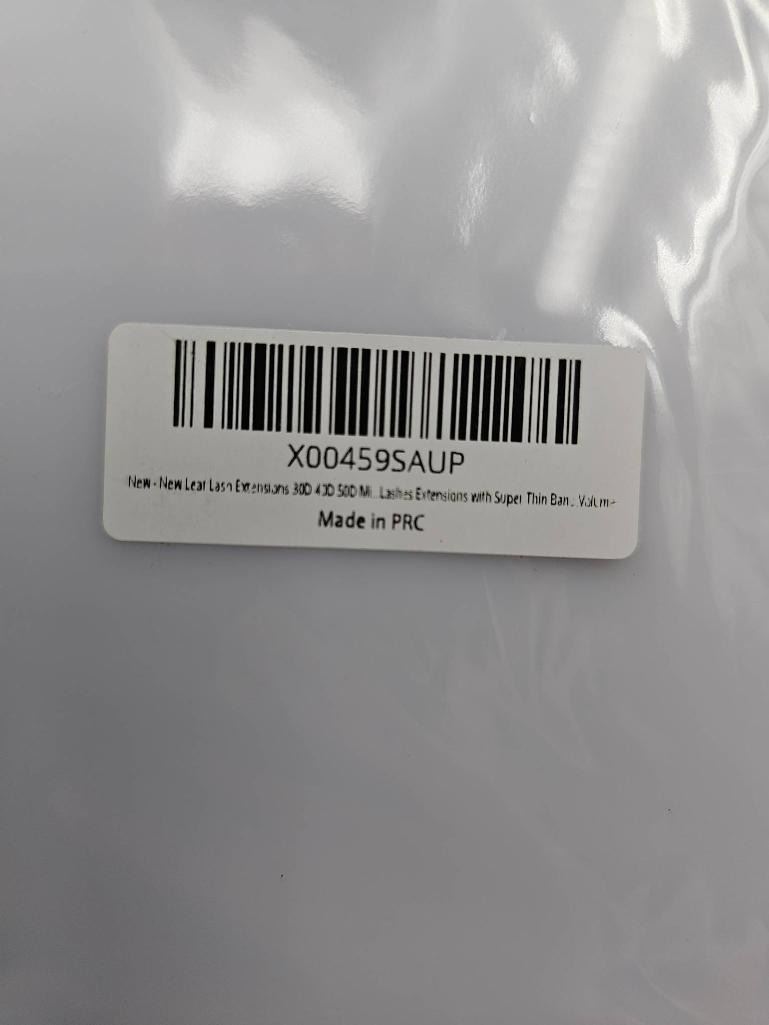 X00459SAUP
New - New Leaf Lash Extensions 30D 40D 50D Mi...Lashes Extensions with Super Thin Ban...Volume
Made in PRC